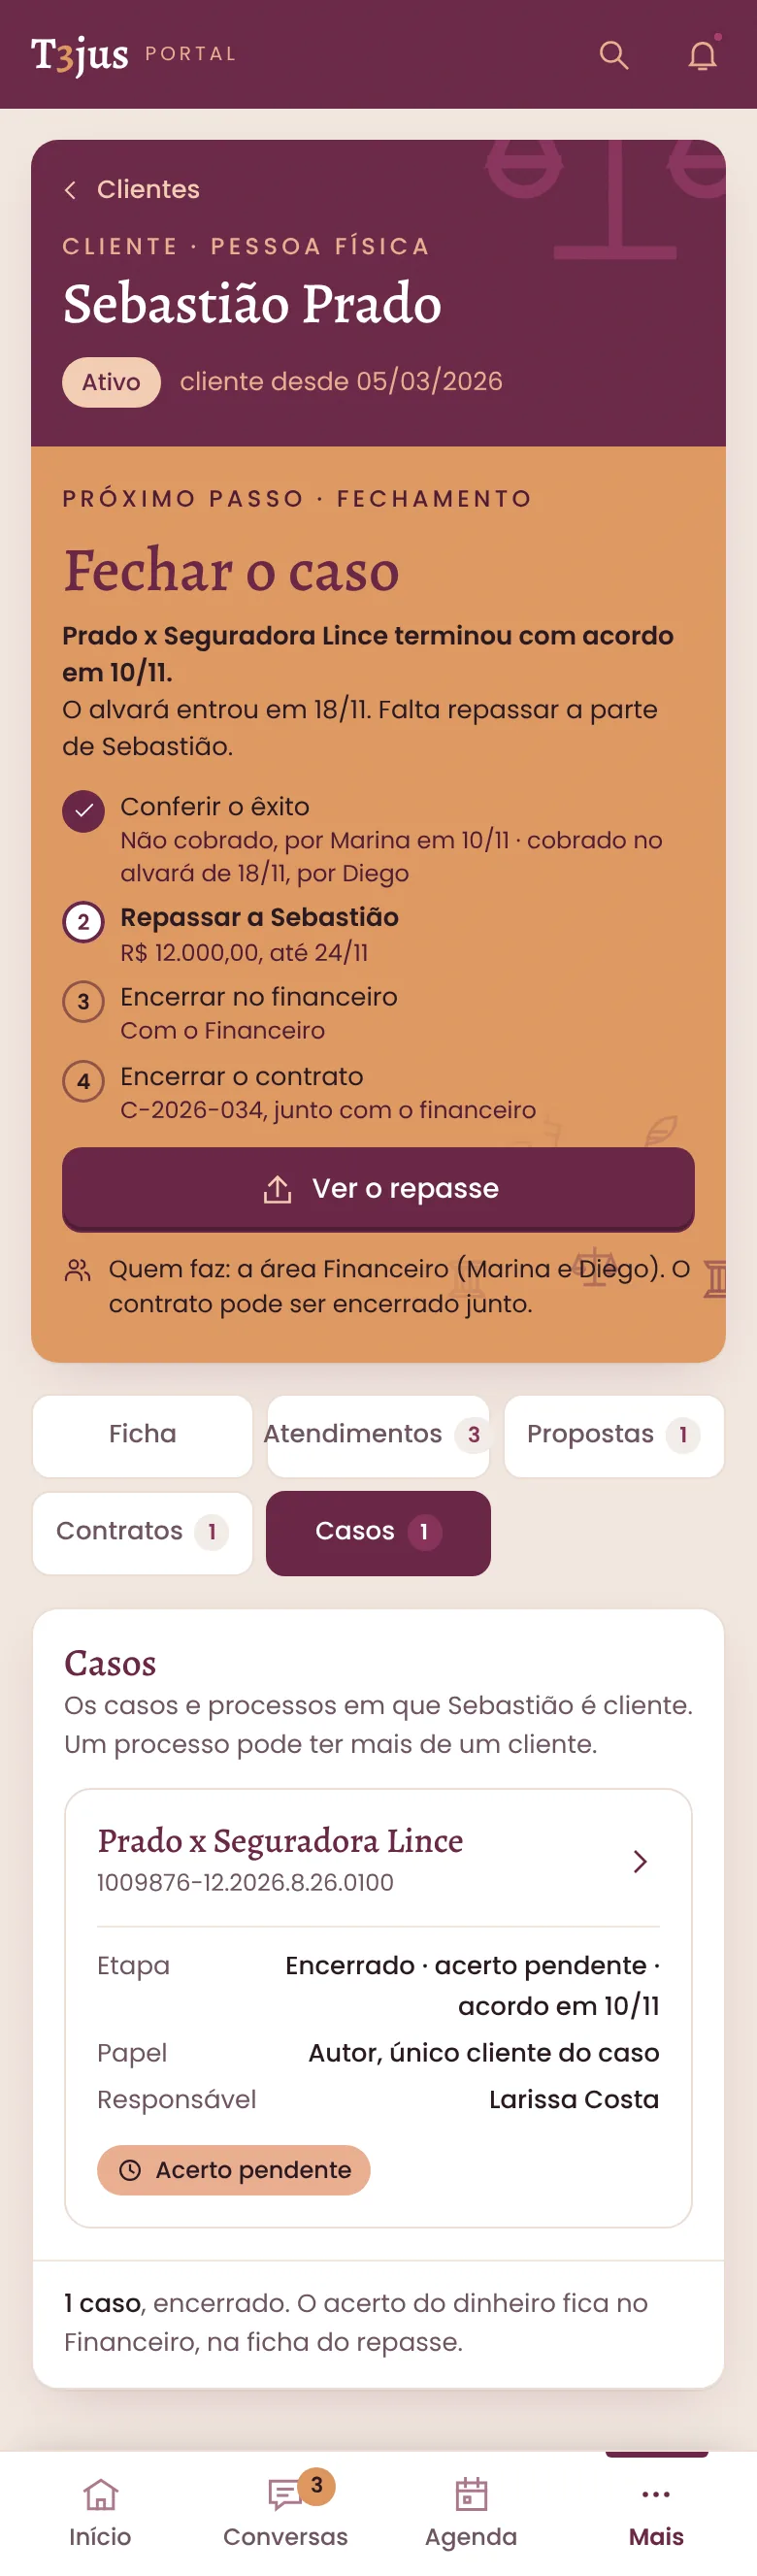 T3jus PORTAL
Clientes
CLIENTE · PESSOA FÍSICA
Sebastião Prado
Ativo cliente desde 05/03/2026
PRÓXIMO PASSO · FECHAMENTO
Fechar o caso
Prado x Seguradora Lince terminou com acordo
em 10/11.
O alvará entrou em 18/11. Falta repassar a parte
de Sebastião.
Conferir o êxito
Não cobrado, por Marina em 10/11 · cobrado no
alvará de 18/11, por Diego
2 Repassar a Sebastião
R$ 12.000,00, até 24/11
3 Encerrar no financeiro
Com o Financeiro
4 Encerrar o contrato
C-2026-034, junto com o financeiro
Ver o repasse
Quem faz: a área Financeiro (Marina e Diego). O
contrato pode ser encerrado junto.
Ficha Atendimentos 3 Propostas 1
Contratos 1 Casos 1
Casos
Os casos e processos em que Sebastião é cliente.
Um processo pode ter mais de um cliente.
Prado x Seguradora Lince
1009876-12.2026.8.26.0100
Etapa Encerrado · acerto pendente ·
acordo em 10/11
Papel Autor, único cliente do caso
Responsável Larissa Costa
Acerto pendente
1 caso, encerrado. O acerto do dinheiro fica no
Financeiro, na ficha do repasse.
3
Início Conversas Agenda Mais